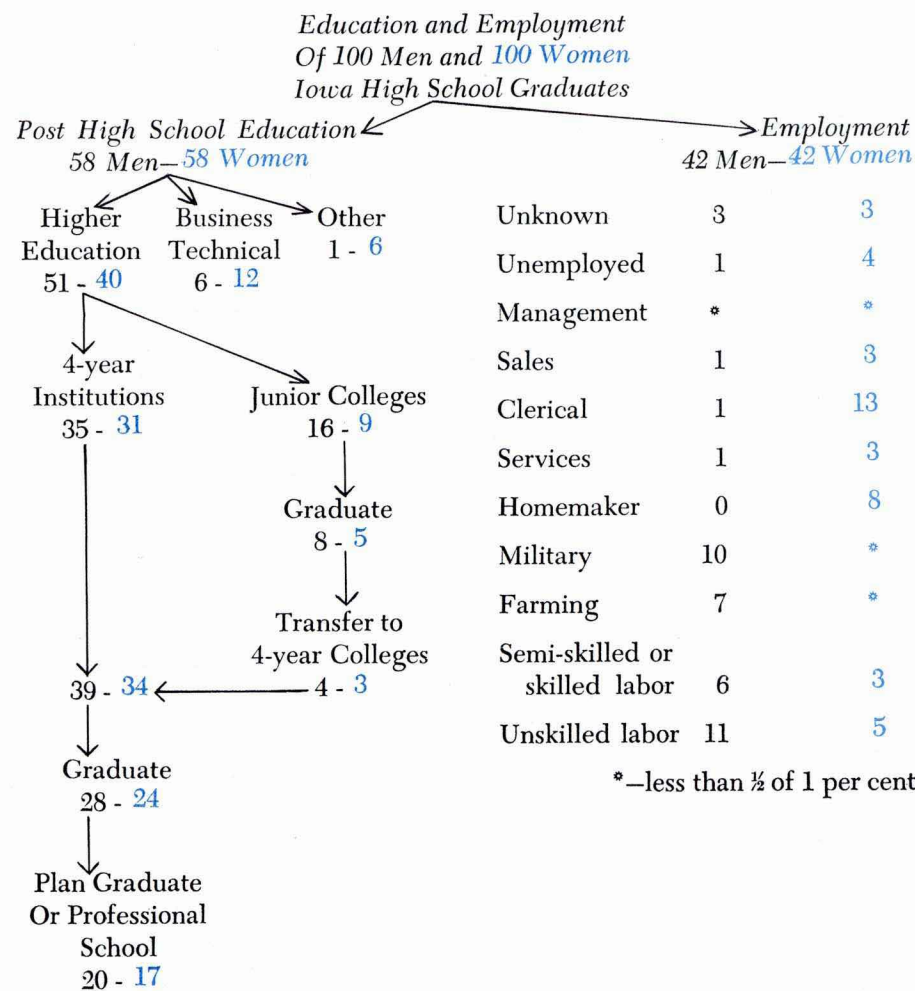 Education and Employment
Of 100 Men and 100 Women
Iowa High School Graduates
Post High School Education
58 Men—58 Women
Higher
Education
51 - 40
Business
Technical
6 - 12
Other
1 - 6
4-year
Institutions
35 - 31
Junior Colleges
16 - 9
Graduate
8 - 5
Transfer to
4-year Colleges
4 - 3
39 - 34
Graduate
28 - 24
Plan Graduate
Or Professional
School
20 - 17
Employment
42 Men—42 Women
Unknown 3 3
Unemployed 1 4
Management * *
Sales 1 3
Clerical 1 13
Services 1 3
Homemaker 0 8
Military 10 *
Farming 7 *
Semi-skilled or
skilled labor 6 3
Unskilled labor 11 5
*—less than ½ of 1 per cent